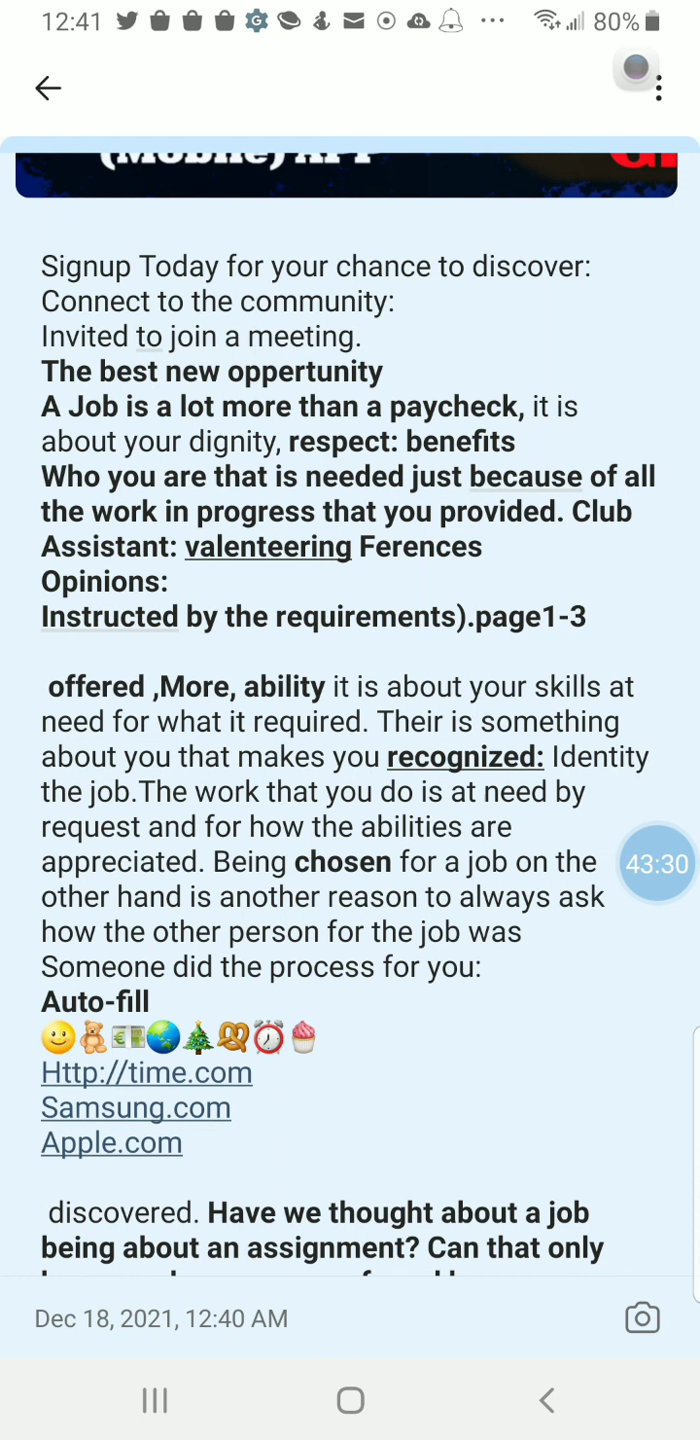 12:41
80%
(Mobile) APP
Signup Today for your chance to discover:
Connect to the community:
Invited to join a meeting.
The best new oppertunity
A Job is a lot more than a paycheck, it is
about your dignity, respect: benefits
Who you are that is needed just because of all
the work in progress that you provided. Club
Assistant: valenteering Ferences
Opinions:
Instructed by the requirements).page1-3
offered ,More, ability it is about your skills at
need for what it required. Their is something
about you that makes you recognized: Identity
the job.The work that you do is at need by
request and for how the abilities are
appreciated. Being chosen for a job on the
43:30
other hand is another reason to always ask
how the other person for the job was
Someone did the process for you:
Auto-fill
Http://time.com
Samsung.com
Apple.com
discovered. Have we thought about a job
being about an assignment? Can that only
Dec 18, 2021, 12:40 AM